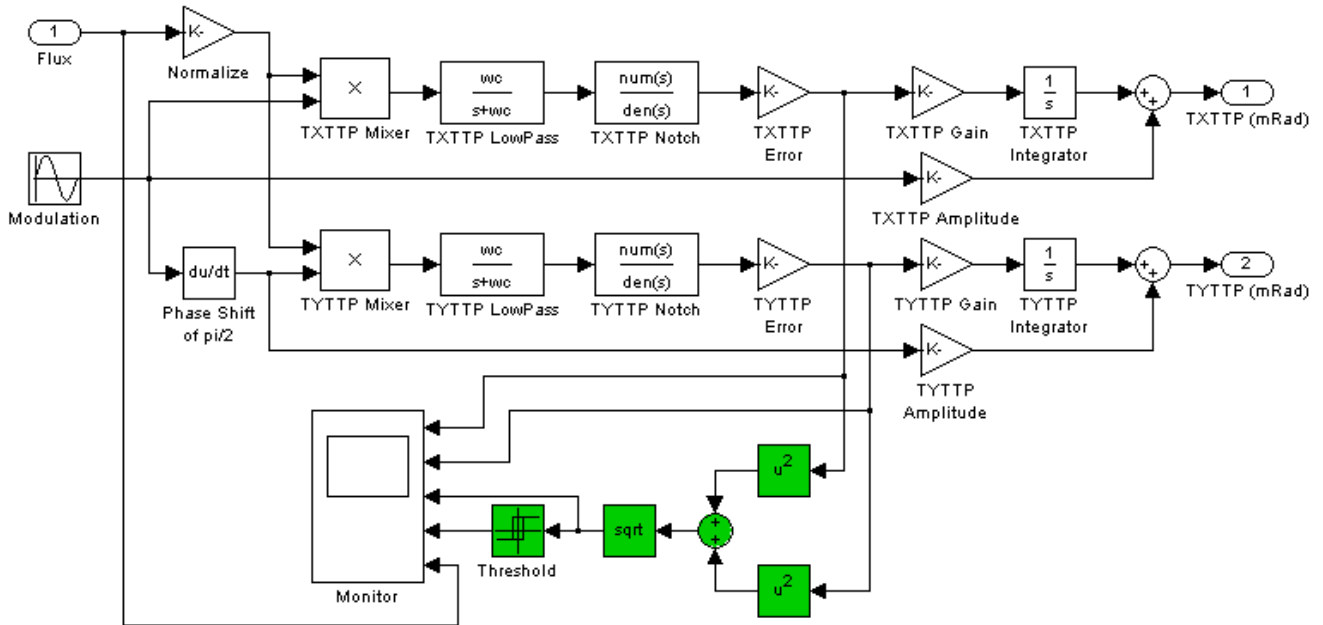 1
Flux
K-
Normalize
×
TXTTP Mixer
wc
s+wc
TXTTP LowPass
num(s)
den(s)
TXTTP Notch
K-
TXTTP
Error
K-
TXTTP Gain
1
s
TXTTP
Integrator
+
+
1
TXTTP (mRad)
Modulation
K-
TXTTP Amplitude
du/dt
Phase Shift
of pi/2
×
TYTTP Mixer
wc
s+wc
TYTTP LowPass
num(s)
den(s)
TYTTP Notch
K-
TYTTP
Error
K-
TYTTP Gain
1
s
TYTTP
Integrator
+
+
2
TYTTP (mRad)
K-
TYTTP
Amplitude
Monitor
Threshold
sqrt
+
+
u²
u²